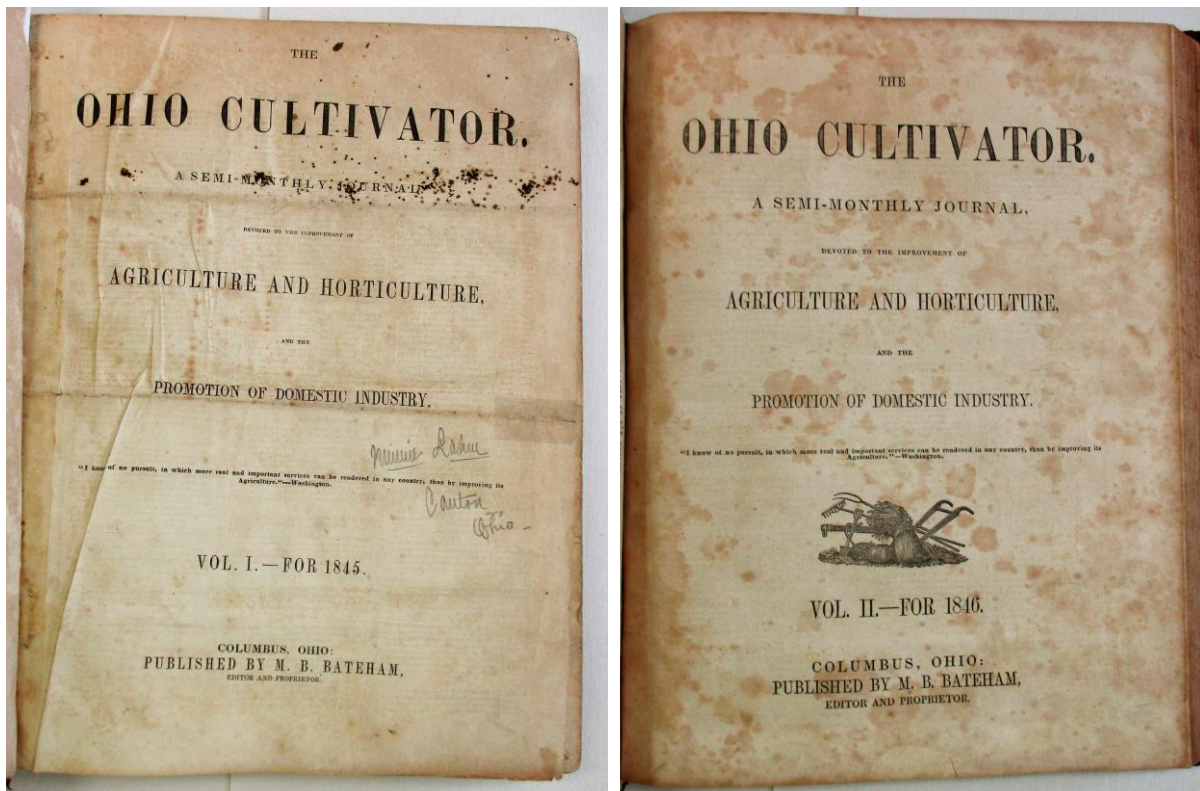 THE
OHIO CULTIVATOR.
A SEMI-MONTHLY JOURNAL,
DEVOTED TO THE IMPROVEMENT OF
AGRICULTURE AND HORTICULTURE,
AND THE
PROMOTION OF DOMESTIC INDUSTRY.
Minnie
"I know of no pursuit, in which more real and important services can be rendered in any country, than by improving its
Agriculture."—Washington.
Canton
Ohio -
VOL. I.—FOR 1845.
COLUMBUS, OHIO:
PUBLISHED BY M. B. BATEHAM,
EDITOR AND PROPRIETOR.
THE
OHIO CULTIVATOR.
A SEMI-MONTHLY JOURNAL,
DEVOTED TO THE IMPROVEMENT OF
AGRICULTURE AND HORTICULTURE,
AND THE
PROMOTION OF DOMESTIC INDUSTRY.
"I know of no pursuit, in which more real and important services can be rendered in any country, than by improving its
Agriculture."—Washington.
VOL. II.—FOR 1846.
COLUMBUS, OHIO:
PUBLISHED BY M. B. BATEHAM,
EDITOR AND PROPRIETOR.